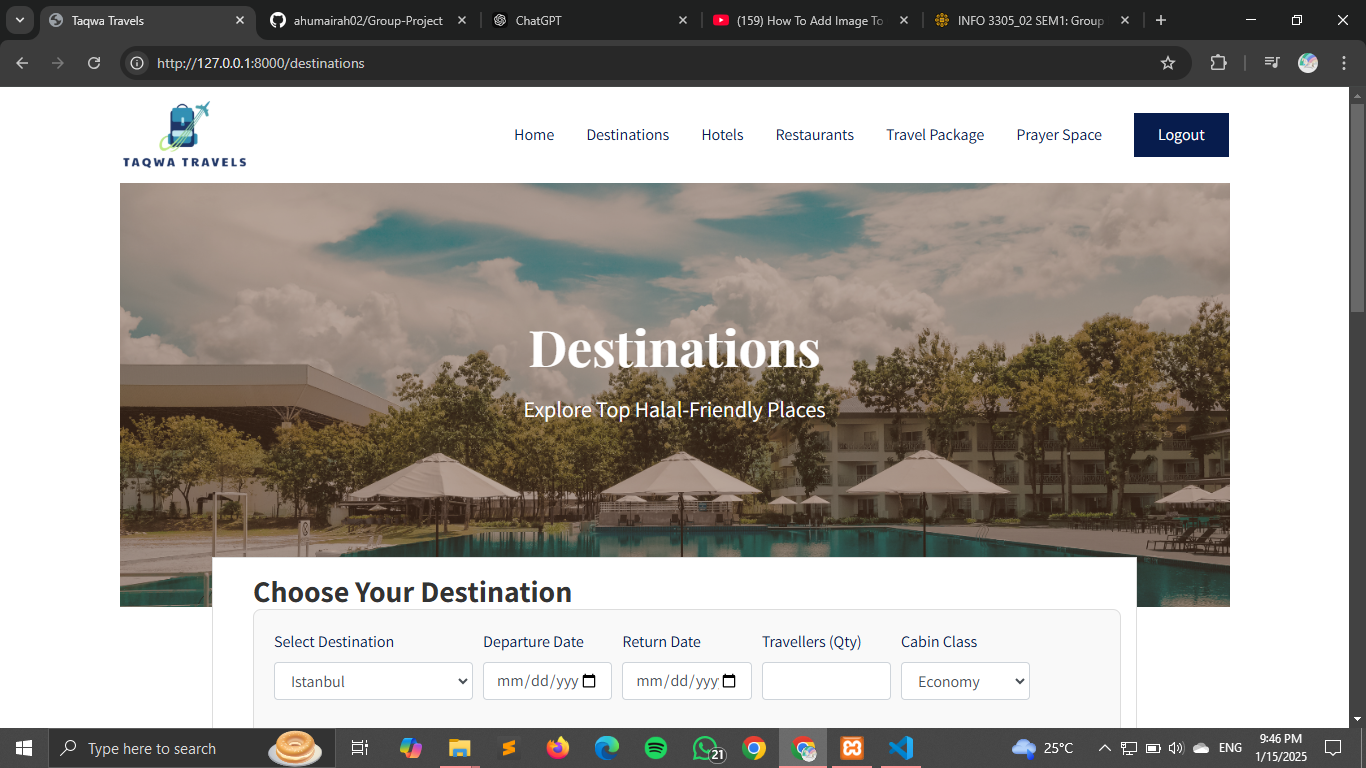 Taqwa Travels
ahumairah02/Group-Project
ChatGPT
(159) How To Add Image To
INFO 3305_02 SEM1: Group
http://127.0.0.1:8000/destinations
TAQWA TRAVELS
Home Destinations Hotels Restaurants Travel Package Prayer Space Logout
Destinations
Explore Top Halal-Friendly Places
Choose Your Destination
Select Destination Departure Date Return Date Travellers (Qty) Cabin Class
Istanbul mm/dd/yyy mm/dd/yyy Economy
Type here to search
21
25°C
ENG
9:46 PM
1/15/2025